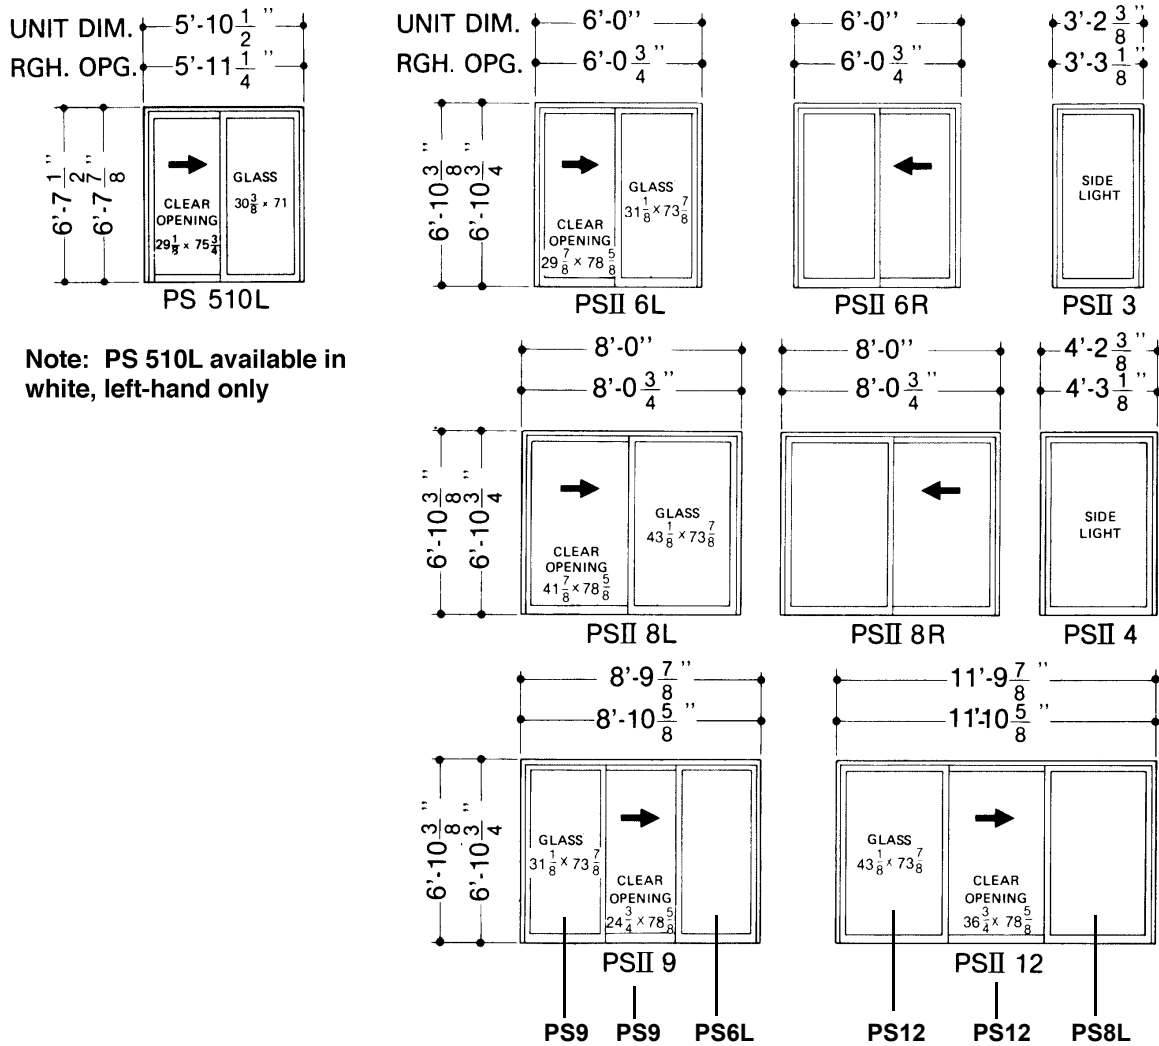 UNIT DIM. 5'-10 1/2" 6'-0" 6'-0" 3'-2 3/8"
RGH. OPG. 5'-11 1/4" UNIT DIM.
RGH. OPG. 6'-0 3/4" 6'-0 3/4" 3'-3 1/8"
6'-7 1/2"
6'-7 7/8"
CLEAR
OPENING
29 1/8 x 75 3/4
GLASS
30 3/8 x 71
PS 510L
6'-10 3/8"
6'-10 3/4"
CLEAR
OPENING
29 7/8 x 78 5/8
GLASS
31 1/8 x 73 7/8
PSII 6L
PSII 6R
SIDE
LIGHT
PSII 3
Note: PS 510L available in
white, left-hand only
8'-0" 8'-0" 4'-2 3/8"
8'-0 3/4" 8'-0 3/4" 4'-3 1/8"
6'-10 3/8"
6'-10 3/4"
CLEAR
OPENING
41 7/8 x 78 5/8
GLASS
43 1/8 x 73 7/8
PSII 8L
PSII 8R
SIDE
LIGHT
PSII 4
8'-9 7/8" 11'-9 7/8"
8'-10 5/8" 11'-10 5/8"
6'-10 3/8"
6'-10 3/4"
GLASS
31 1/8 x 73 7/8
CLEAR
OPENING
24 3/4 x 78 5/8
PSII 9
GLASS
43 1/8 x 73 7/8
CLEAR
OPENING
36 3/4 x 78 5/8
PSII 12
PS9 PS9 PS6L PS12 PS12 PS8L